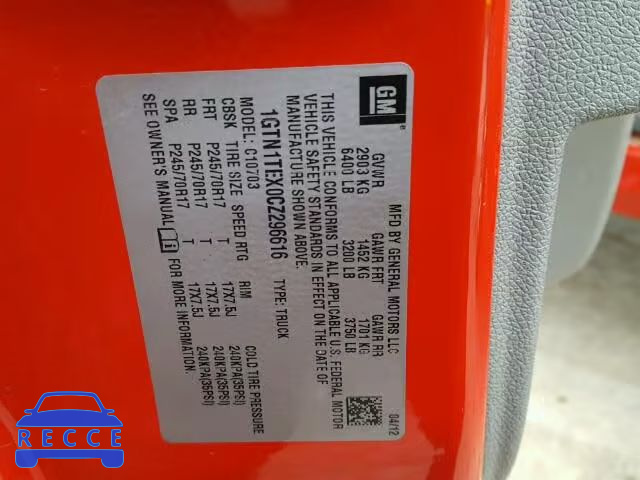 GM
MFD BY GENERAL MOTORS LLC
04/12
GVWR GAWR FRT GAWR RR
2903 KG 1452 KG 1701 KG
6400 LB 3200 LB 3750 LB
THIS VEHICLE CONFORMS TO ALL APPLICABLE U.S. FEDERAL MOTOR
VEHICLE SAFETY STANDARDS IN EFFECT ON THE DATE OF
MANUFACTURE SHOWN ABOVE.
1GTN1TEX0CZ296616 TYPE: TRUCK
MODEL: C10703
CBSK TIRE SIZE SPEED RTG RIM COLD TIRE PRESSURE
FRT P245/70R17 T 17X7.5J 240KPA(35PSI)
RR P245/70R17 T 17X7.5J 240KPA(35PSI)
SPA P245/70R17 T 17X7.5J 240KPA(35PSI)
SEE OWNER'S MANUAL FOR MORE INFORMATION.
RECCE